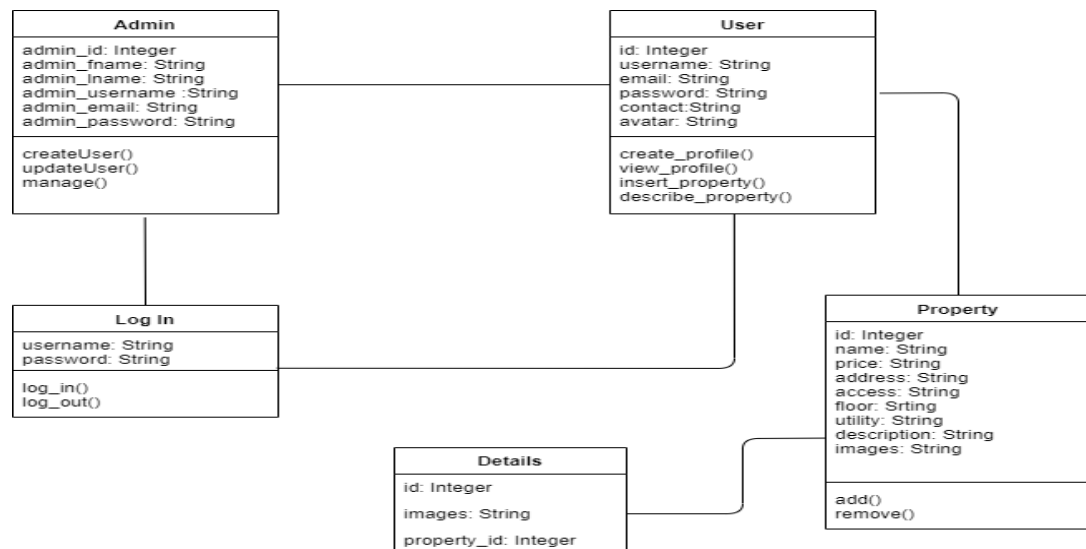 Admin
admin_id: Integer
admin_fname: String
admin_lname: String
admin_username :String
admin_email: String
admin_password: String
createUser()
updateUser()
manage()
User
id: Integer
username: String
email: String
password: String
contact:String
avatar: String
create_profile()
view_profile()
insert_property()
describe_property()
Log In
username: String
password: String
log_in()
log_out()
Property
id: Integer
name: String
price: String
address: String
access: String
floor: Srting
utility: String
description: String
images: String
add()
remove()
Details
id: Integer
images: String
property_id: Integer